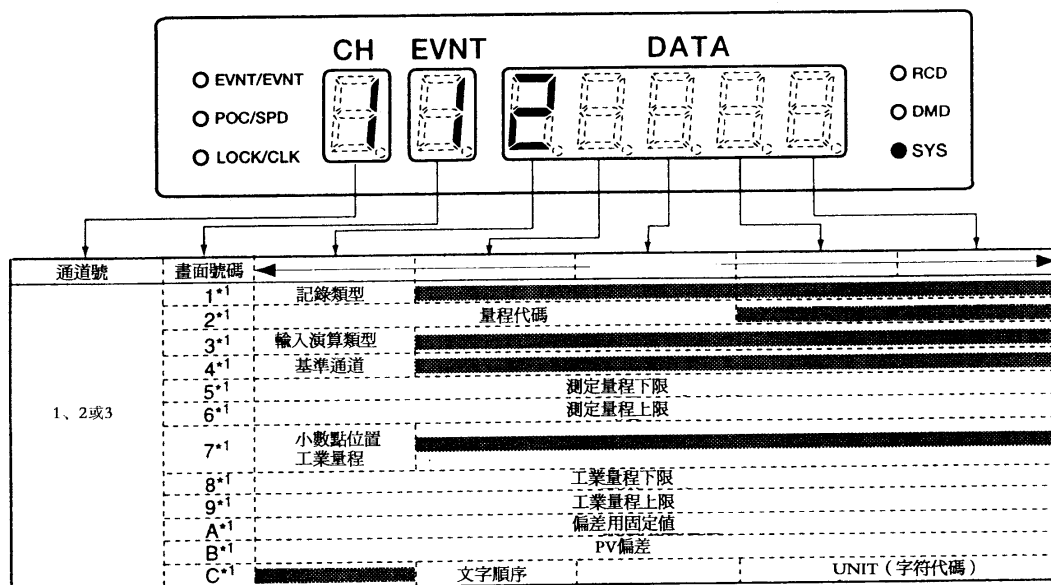 CH EVNT DATA
EVNT/EVNT
POC/SPD
LOCK/CLK
1 1 2
RCD
DMD
SYS
通道號 畫面號碼
1、2或3
1*1 記錄類型
2*1 量程代碼
3*1 輸入演算類型
4*1 基準通道
5*1 測定量程下限
6*1 測定量程上限
7*1 小數點位置
工業量程
8*1 工業量程下限
9*1 工業量程上限
A*1 偏差用固定值
B*1 PV偏差
C*1 文字順序 UNIT（字符代碼）